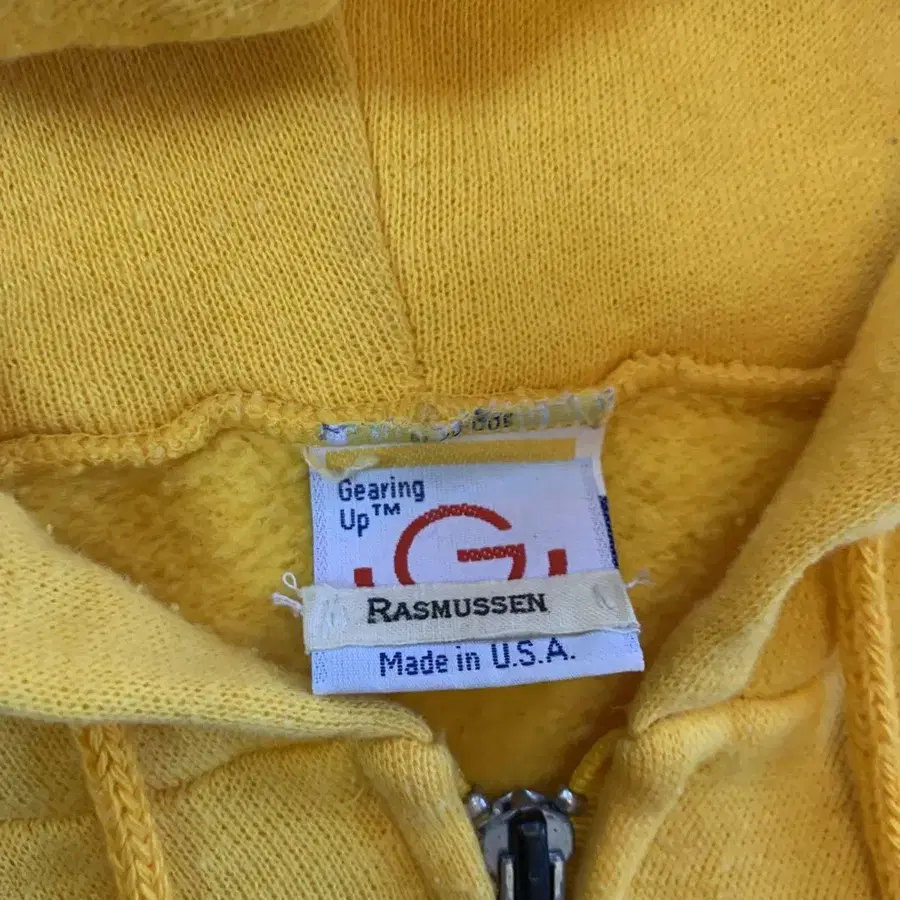 Gearing
Up™
G
RASMUSSEN
Made in U.S.A.